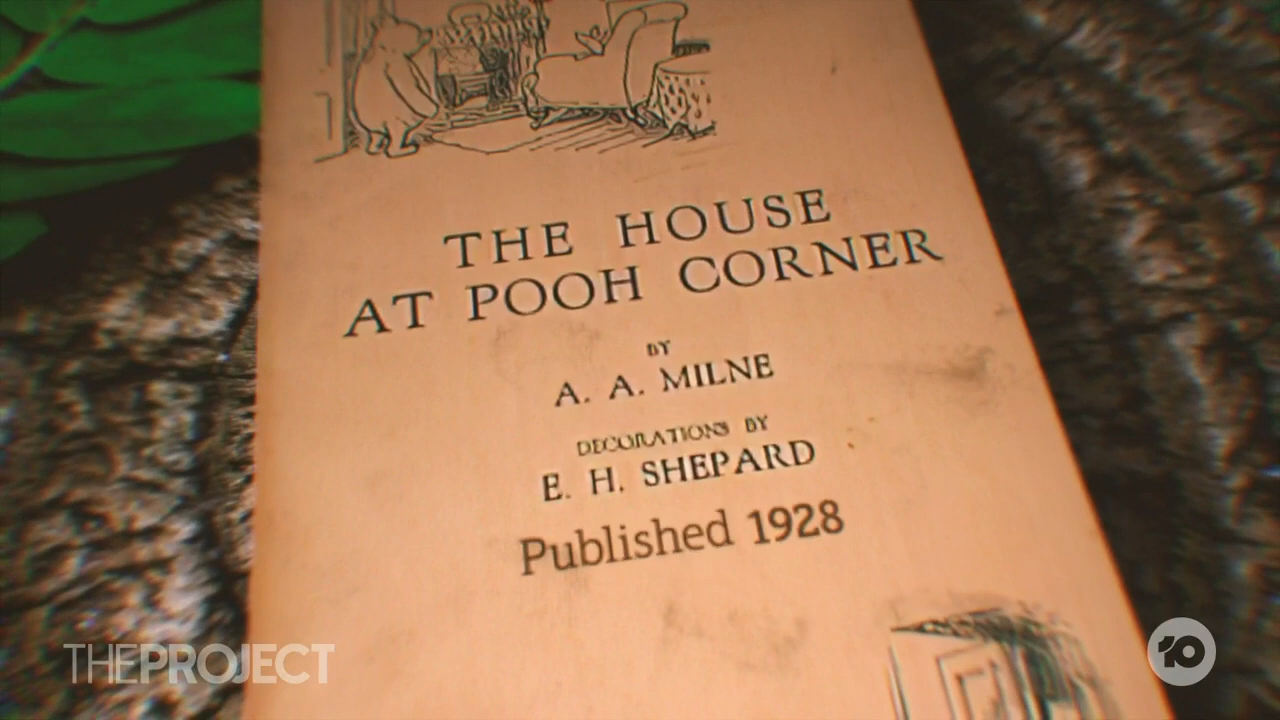 THE HOUSE
AT POOH CORNER
BY
A. A. MILNE
DECORATIONS BY
E. H. SHEPARD
Published 1928
THEPROJECT
10